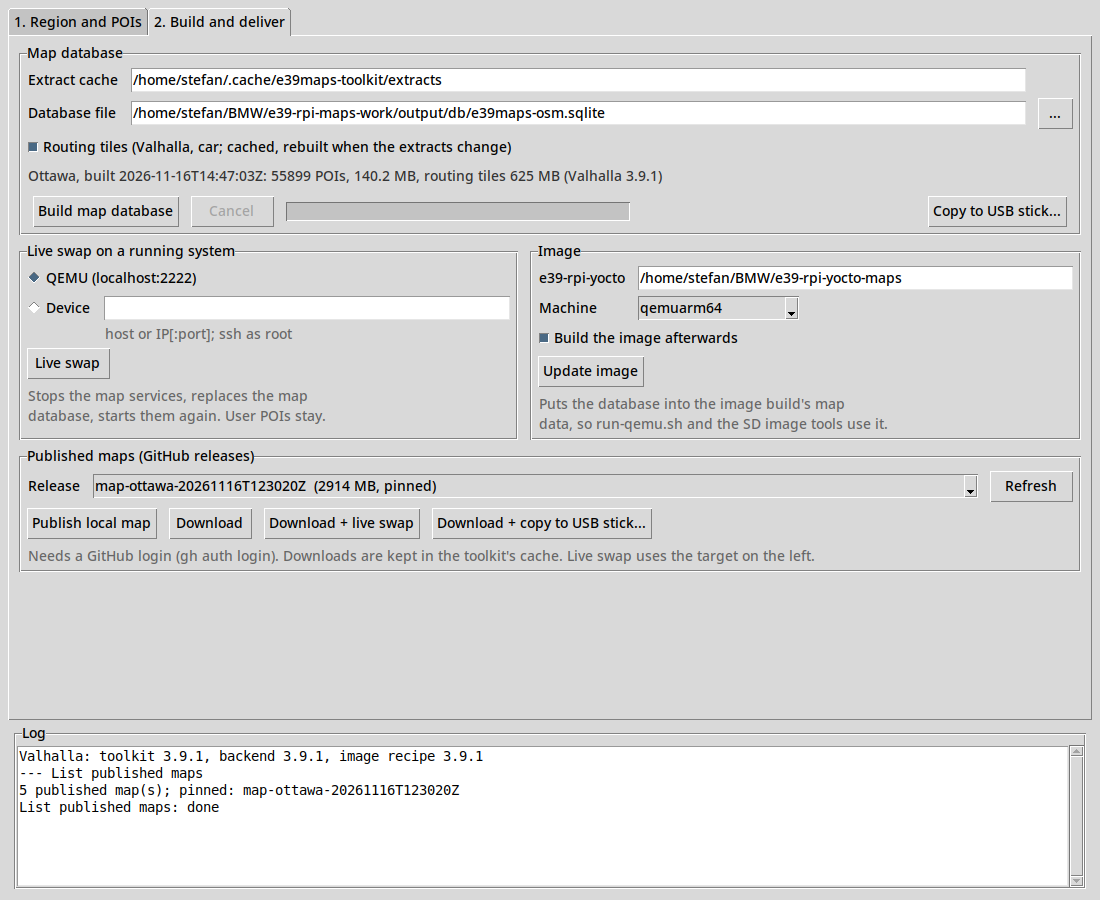 1. Region and POIs
2. Build and deliver
Map database
Extract cache
/home/stefan/.cache/e39maps-toolkit/extracts
Database file
/home/stefan/BMW/e39-rpi-maps-work/output/db/e39maps-osm.sqlite
...
Routing tiles (Valhalla, car; cached, rebuilt when the extracts change)
Ottawa, built 2026-11-16T14:47:03Z: 55899 POIs, 140.2 MB, routing tiles 625 MB (Valhalla 3.9.1)
Build map database
Cancel
Copy to USB stick...
Live swap on a running system
QEMU (localhost:2222)
Device
host or IP[:port]; ssh as root
Live swap
Stops the map services, replaces the map
database, starts them again. User POIs stay.
Image
e39-rpi-yocto
/home/stefan/BMW/e39-rpi-yocto-maps
Machine
qemuarm64
Build the image afterwards
Update image
Puts the database into the image build's map
data, so run-qemu.sh and the SD image tools use it.
Published maps (GitHub releases)
Release
map-ottawa-20261116T123020Z  (2914 MB, pinned)
Refresh
Publish local map
Download
Download + live swap
Download + copy to USB stick...
Needs a GitHub login (gh auth login). Downloads are kept in the toolkit's cache. Live swap uses the target on the left.
Log
Valhalla: toolkit 3.9.1, backend 3.9.1, image recipe 3.9.1
--- List published maps
5 published map(s); pinned: map-ottawa-20261116T123020Z
List published maps: done